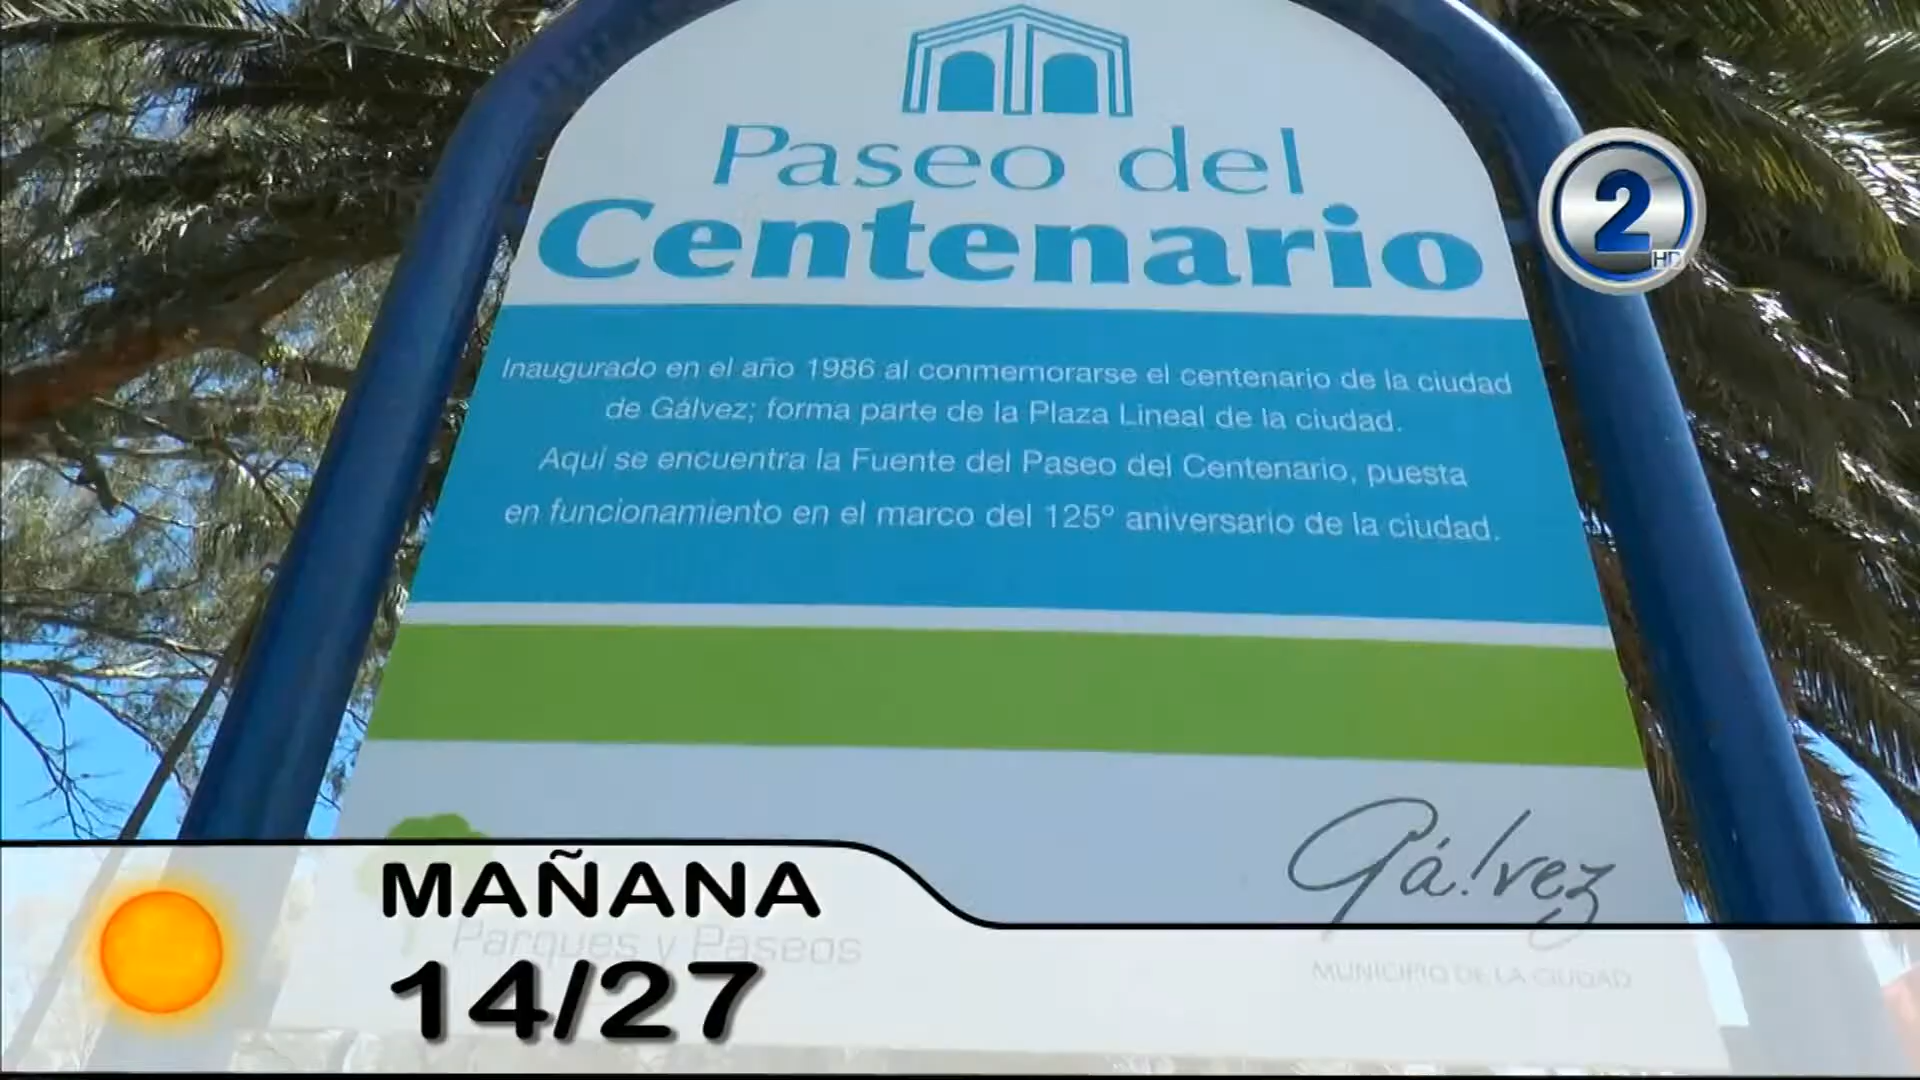 Paseo del
Centenario
2
HD
Inaugurado en el año 1986 al conmemorarse el centenario de la ciudad
de Gálvez; forma parte de la Plaza Lineal de la ciudad.
Aquí se encuentra la Fuente del Paseo del Centenario, puesta
en funcionamiento en el marco del 125º aniversario de la ciudad.
Gálvez
MUNICIPIO DE LA CIUDAD
Parques y Paseos
MAÑANA
14/27